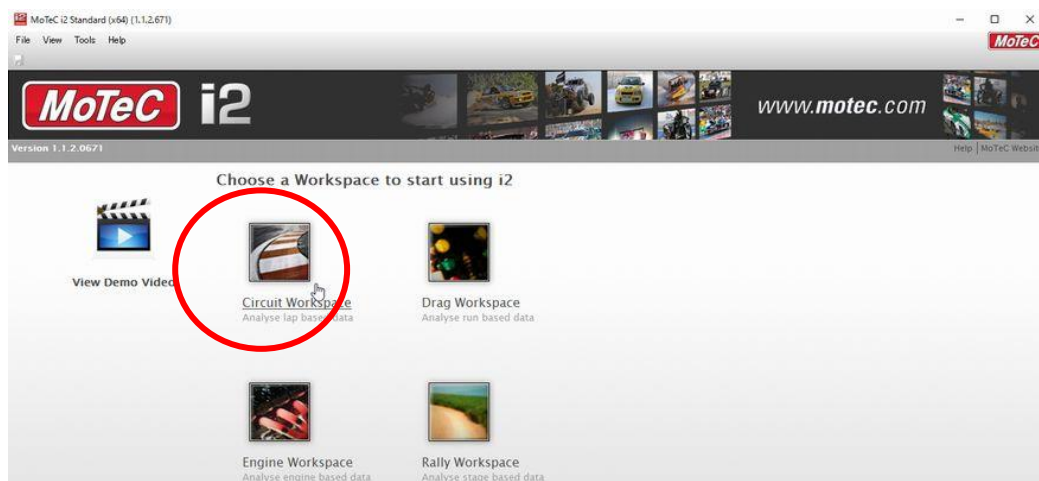 MoTeC i2 Standard (x64) (1.1.2.671)
File View Tools Help
MoTeC
MoTeC i2
www.motec.com
Version 1.1.2.0671
Help | MoTeC Websit
Choose a Workspace to start using i2
View Demo Video
Circuit Workspace
Analyse lap based data
Drag Workspace
Analyse run based data
Engine Workspace
Analyse engine based data
Rally Workspace
Analyse stage based data